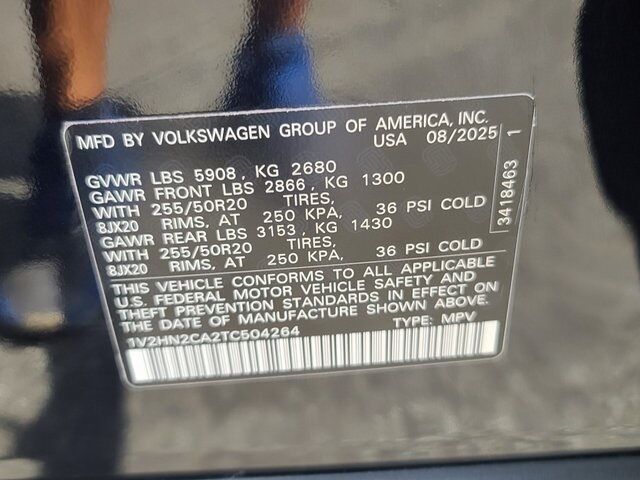 MFD BY VOLKSWAGEN GROUP OF AMERICA, INC.
USA 08/2025
GVWR LBS 5908, KG 2680
GAWR FRONT LBS 2866, KG 1300
WITH 255/50R20 TIRES,
8JX20 RIMS, AT 250 KPA, 36 PSI COLD
GAWR REAR LBS 3153, KG 1430
WITH 255/50R20 TIRES,
8JX20 RIMS, AT 250 KPA, 36 PSI COLD
THIS VEHICLE CONFORMS TO ALL APPLICABLE
U.S. FEDERAL MOTOR VEHICLE SAFETY AND
THEFT PREVENTION STANDARDS IN EFFECT ON
THE DATE OF MANUFACTURE SHOWN ABOVE.
1V2HN2CA2TC504264 TYPE: MPV
3418463 1